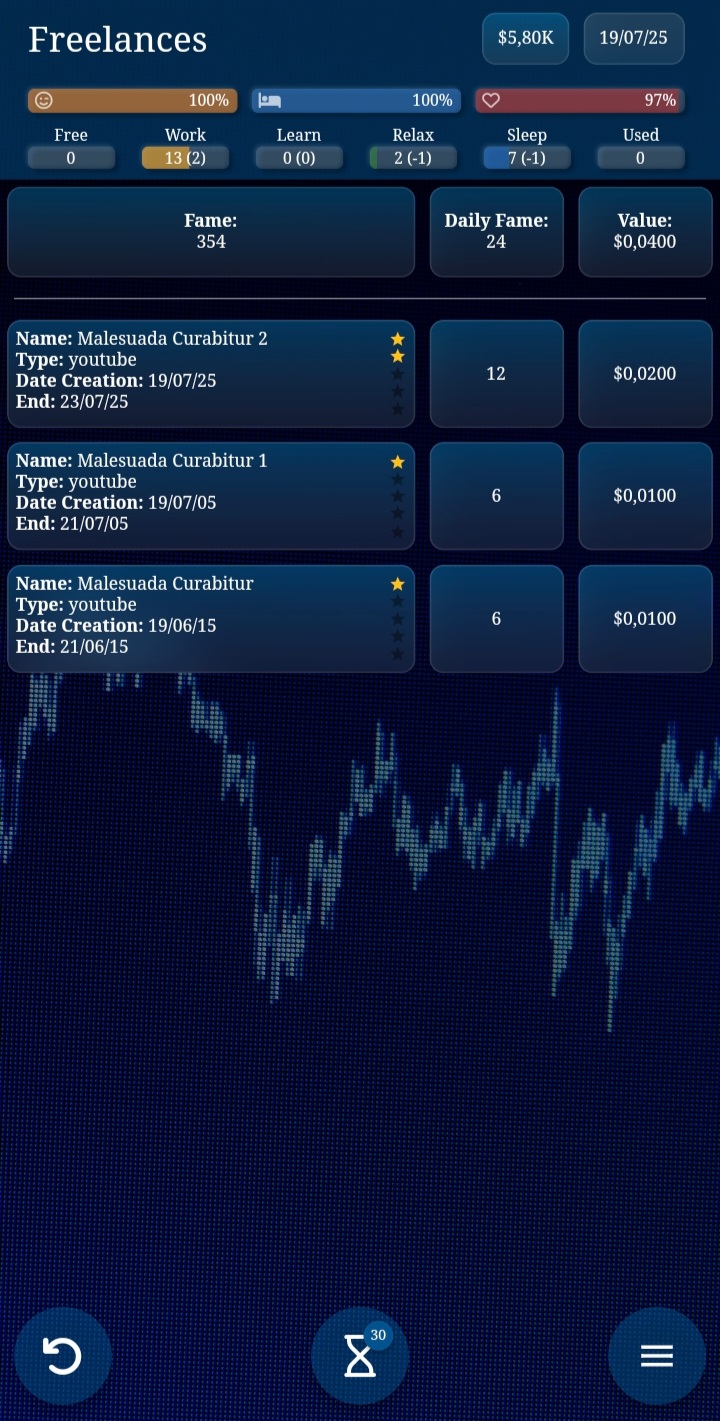 Freelances
$5,80K
19/07/25
100%
100%
97%
Free
Work
Learn
Relax
Sleep
Used
0
13 (2)
0 (0)
2 (-1)
7 (-1)
0
Fame:
354
Daily Fame:
24
Value:
$0,0400
Name: Malesuada Curabitur 2
Type: youtube
Date Creation: 19/07/25
End: 23/07/25
12
$0,0200
Name: Malesuada Curabitur 1
Type: youtube
Date Creation: 19/07/05
End: 21/07/05
6
$0,0100
Name: Malesuada Curabitur
Type: youtube
Date Creation: 19/06/15
End: 21/06/15
6
$0,0100
30